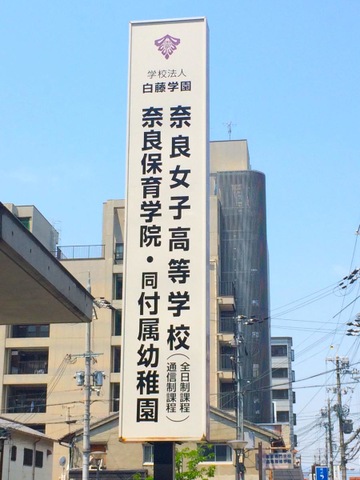 学校法人
白藤学園
奈良女子高等学校(全日制課程
通信制課程)
奈良保育学院・同付属幼稚園